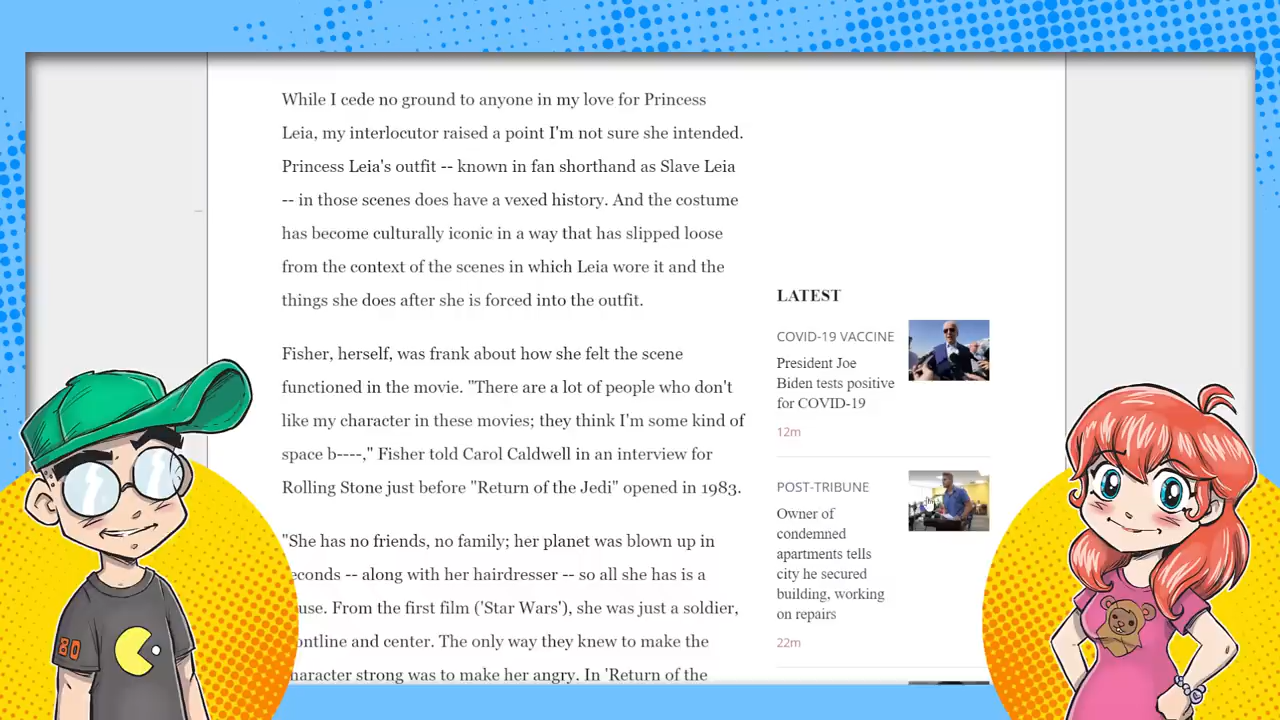 While I cede no ground to anyone in my love for Princess
Leia, my interlocutor raised a point I'm not sure she intended.
Princess Leia's outfit -- known in fan shorthand as Slave Leia
-- in those scenes does have a vexed history. And the costume
has become culturally iconic in a way that has slipped loose
from the context of the scenes in which Leia wore it and the
things she does after she is forced into the outfit.
Fisher, herself, was frank about how she felt the scene
functioned in the movie. "There are a lot of people who don't
like my character in these movies; they think I'm some kind of
space b----," Fisher told Carol Caldwell in an interview for
Rolling Stone just before "Return of the Jedi" opened in 1983.
"She has no friends, no family; her planet was blown up in
econds -- along with her hairdresser -- so all she has is a
use. From the first film ('Star Wars'), she was just a soldier,
ontline and center. The only way they knew to make the
haracter strong was to make her angry. In 'Return of the
LATEST
COVID-19 VACCINE
President Joe
Biden tests positive
for COVID-19
12m
POST-TRIBUNE
Owner of
condemned
apartments tells
city he secured
building, working
on repairs
22m
80